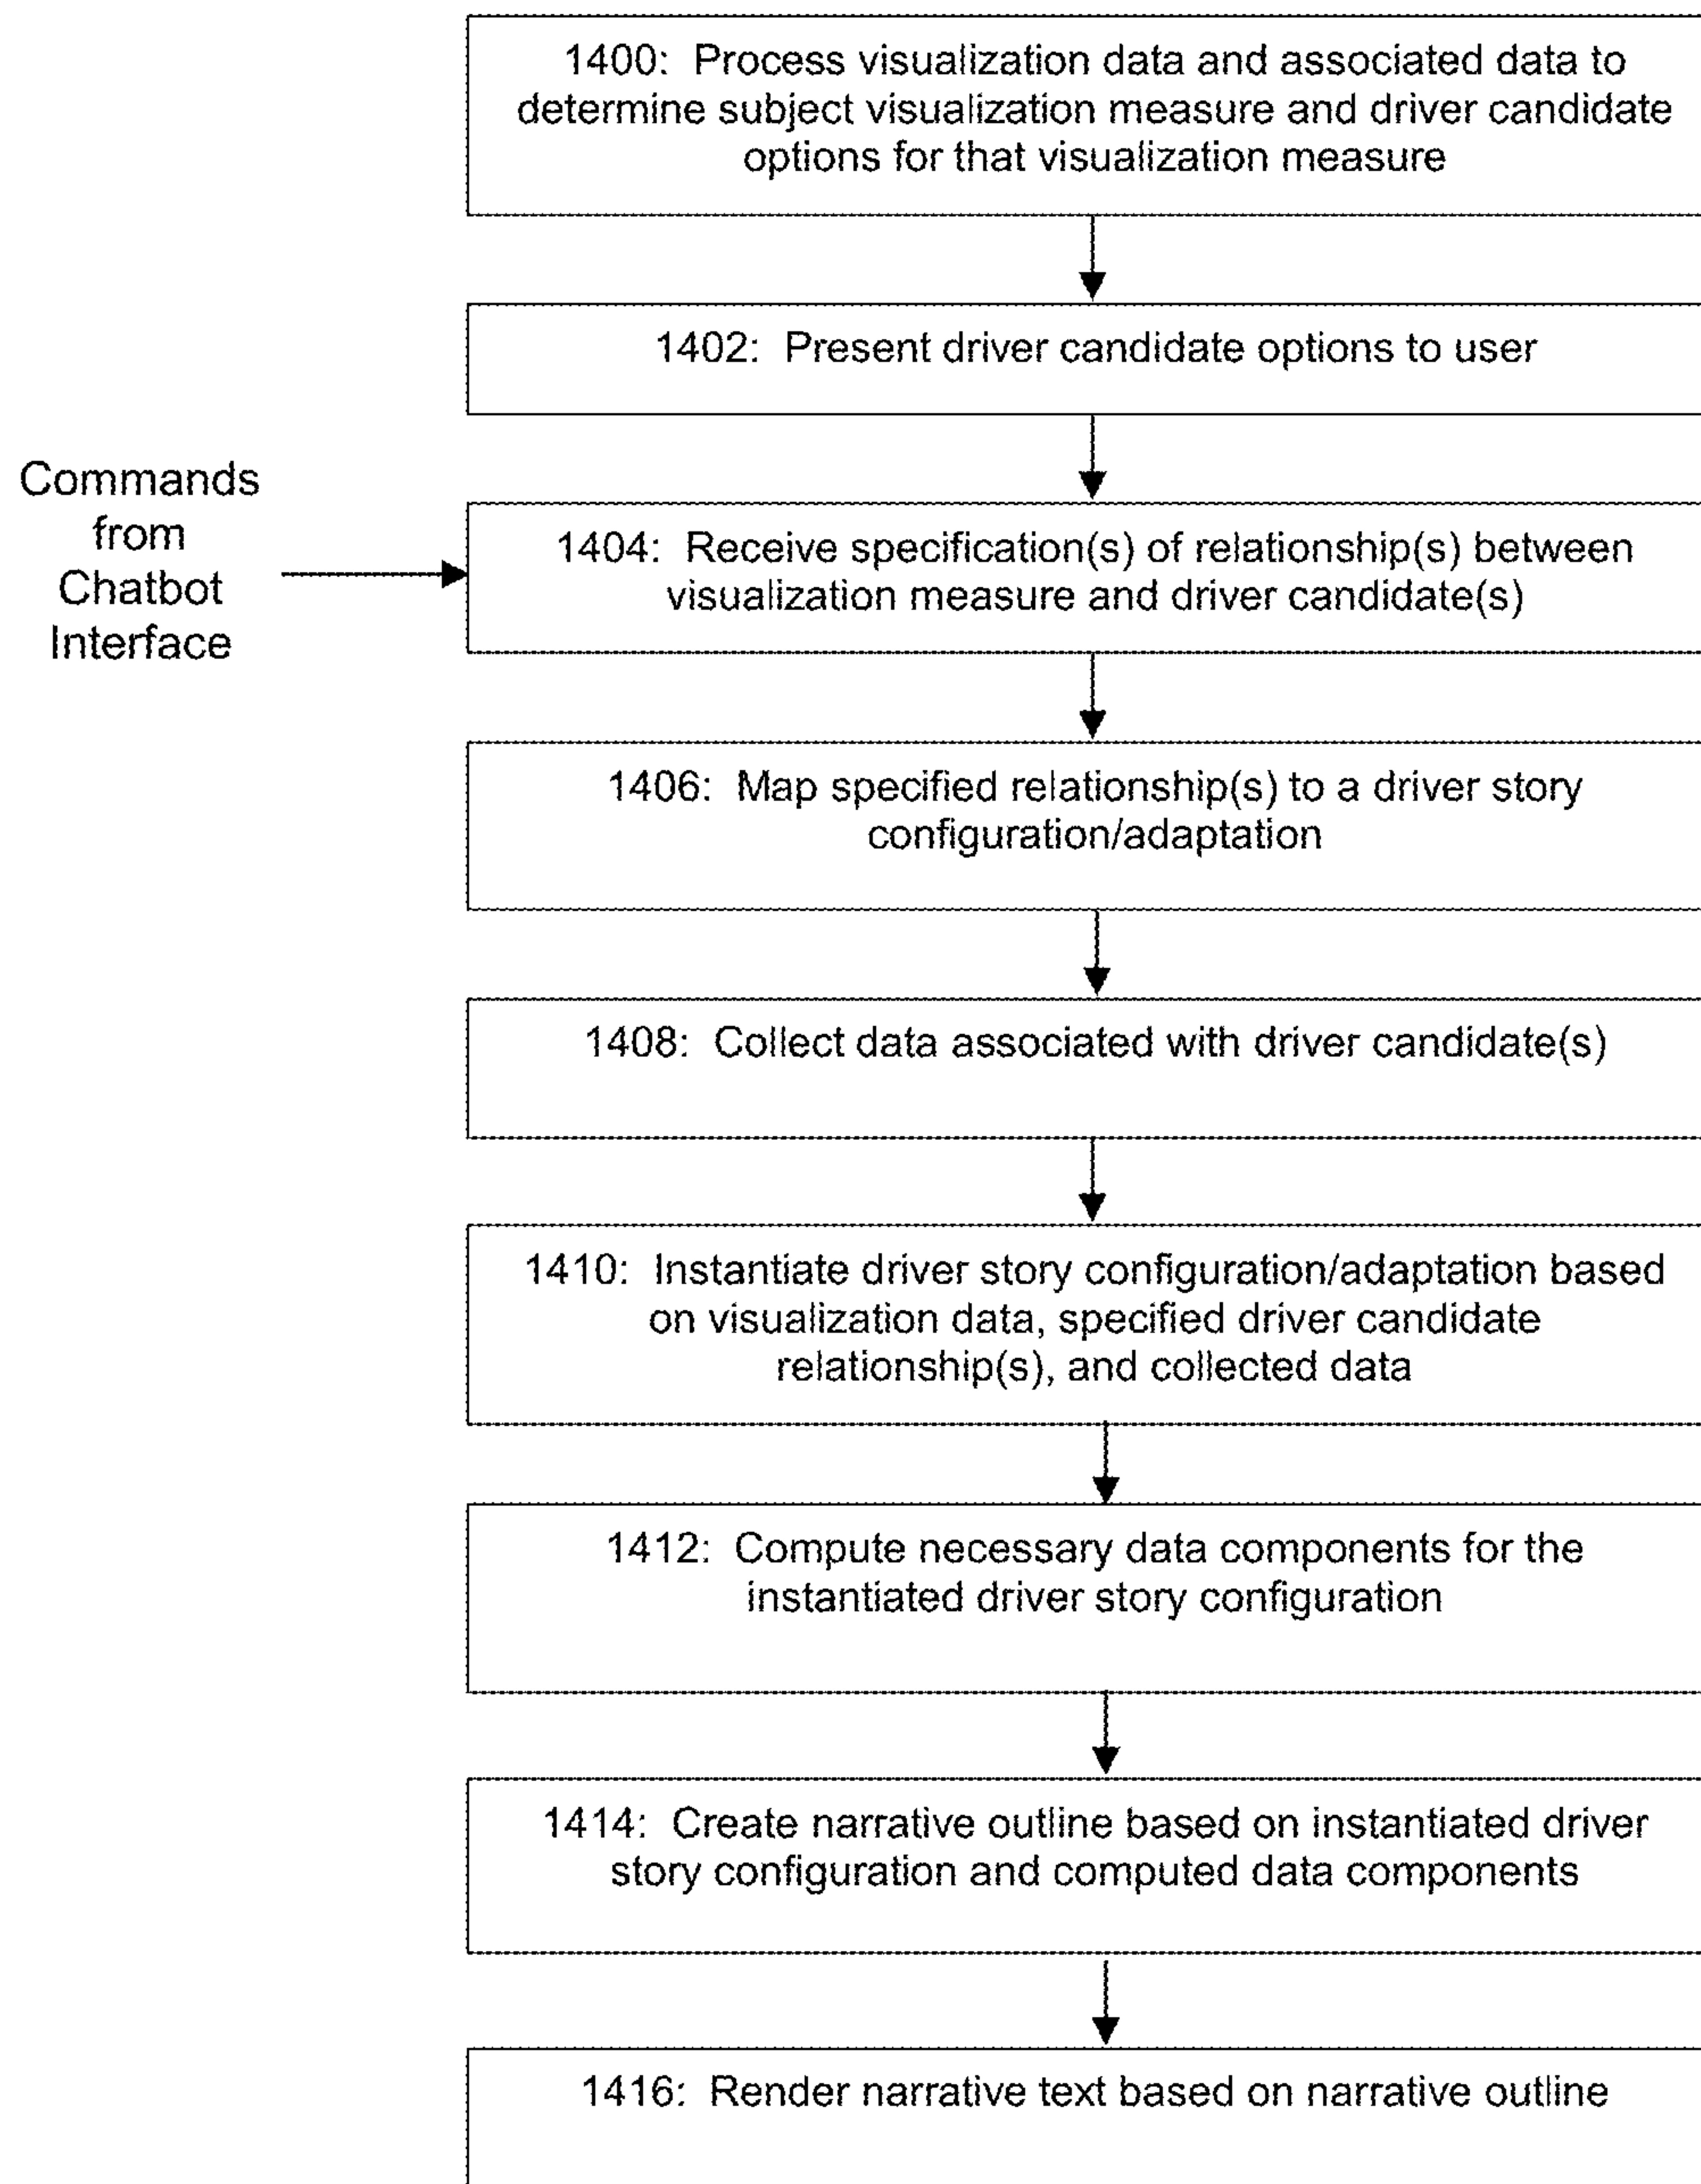 1400: Process visualization data and associated data to
determine subject visualization measure and driver candidate
options for that visualization measure
1402: Present driver candidate options to user
Commands
from
Chatbot
Interface
1404: Receive specification(s) of relationship(s) between
visualization measure and driver candidate(s)
1406: Map specified relationship(s) to a driver story
configuration/adaptation
1408: Collect data associated with driver candidate(s)
1410: Instantiate driver story configuration/adaptation based
on visualization data, specified driver candidate
relationship(s), and collected data
1412: Compute necessary data components for the
instantiated driver story configuration
1414: Create narrative outline based on instantiated driver
story configuration and computed data components
1416: Render narrative text based on narrative outline